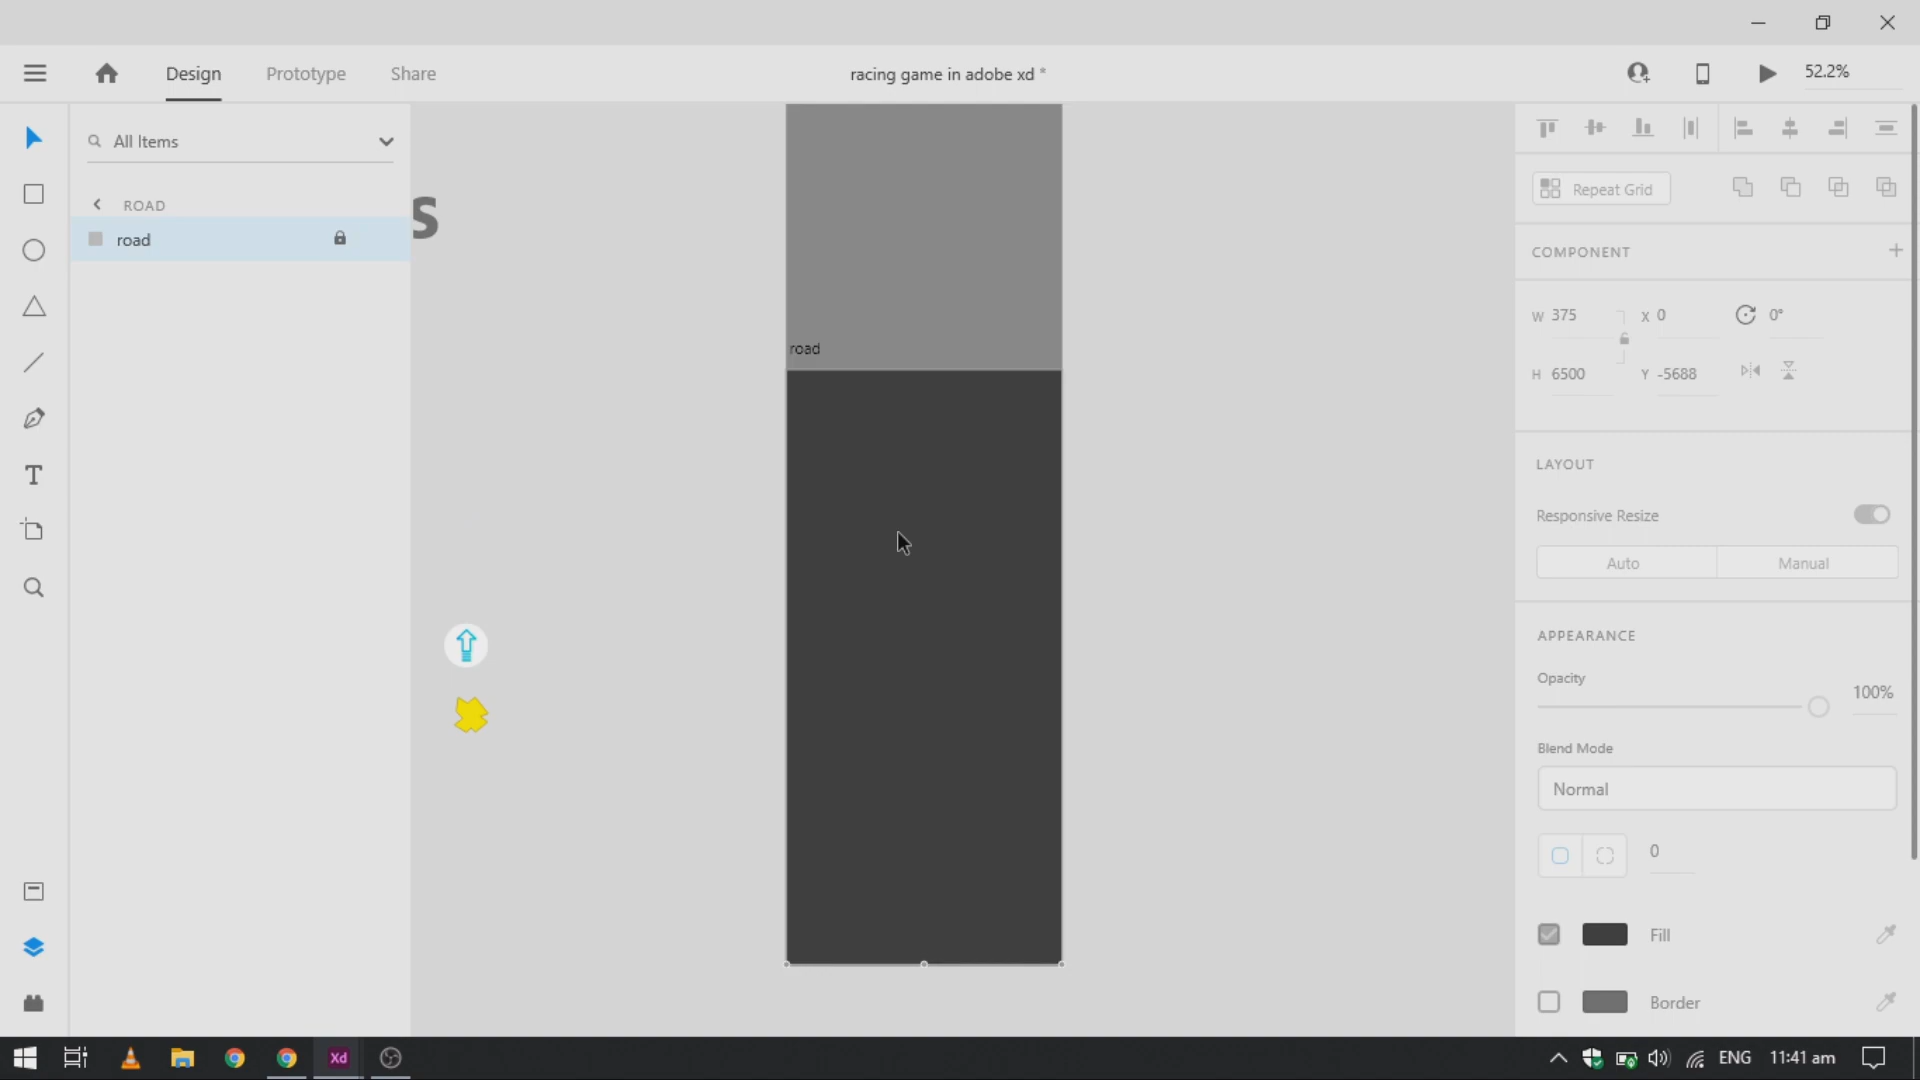 Design
Prototype
Share
racing game in adobe xd *
52.2%
All Items
ROAD
road
s
road
Repeat Grid
COMPONENT
W 375
X 0
0°
H 6500
Y -5688
LAYOUT
Responsive Resize
Auto
Manual
APPEARANCE
Opacity
100%
Blend Mode
Normal
0
Fill
Border
T
Xd
ENG
11:41 am